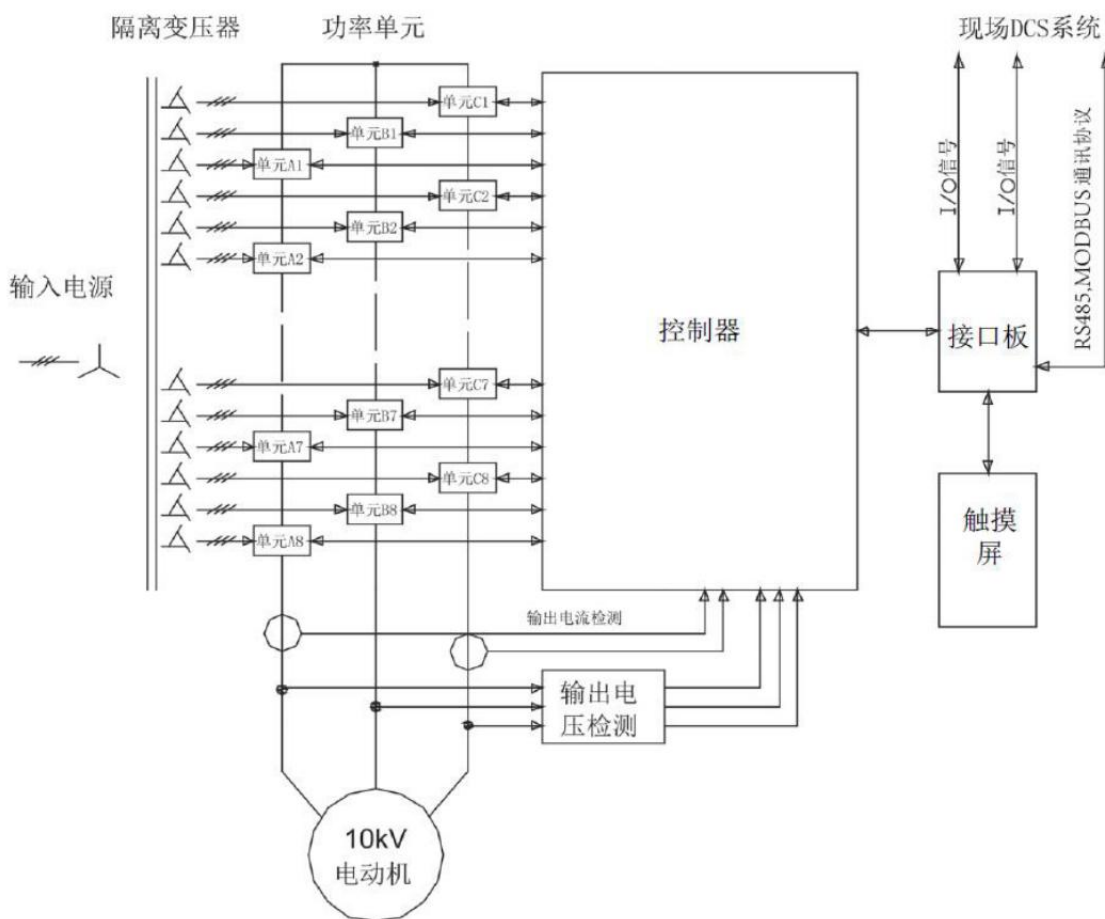 隔离变压器
功率单元
现场DCS系统
单元C1
单元B1
单元A1
单元C2
单元B2
单元A2
输入电源
单元C7
单元B7
单元A7
单元C8
单元B8
单元A8
控制器
I/O信号
I/O信号
RS485,MODBUS通讯协议
接口板
触摸
屏
输出电流检测
输出电
压检测
10kV
电动机